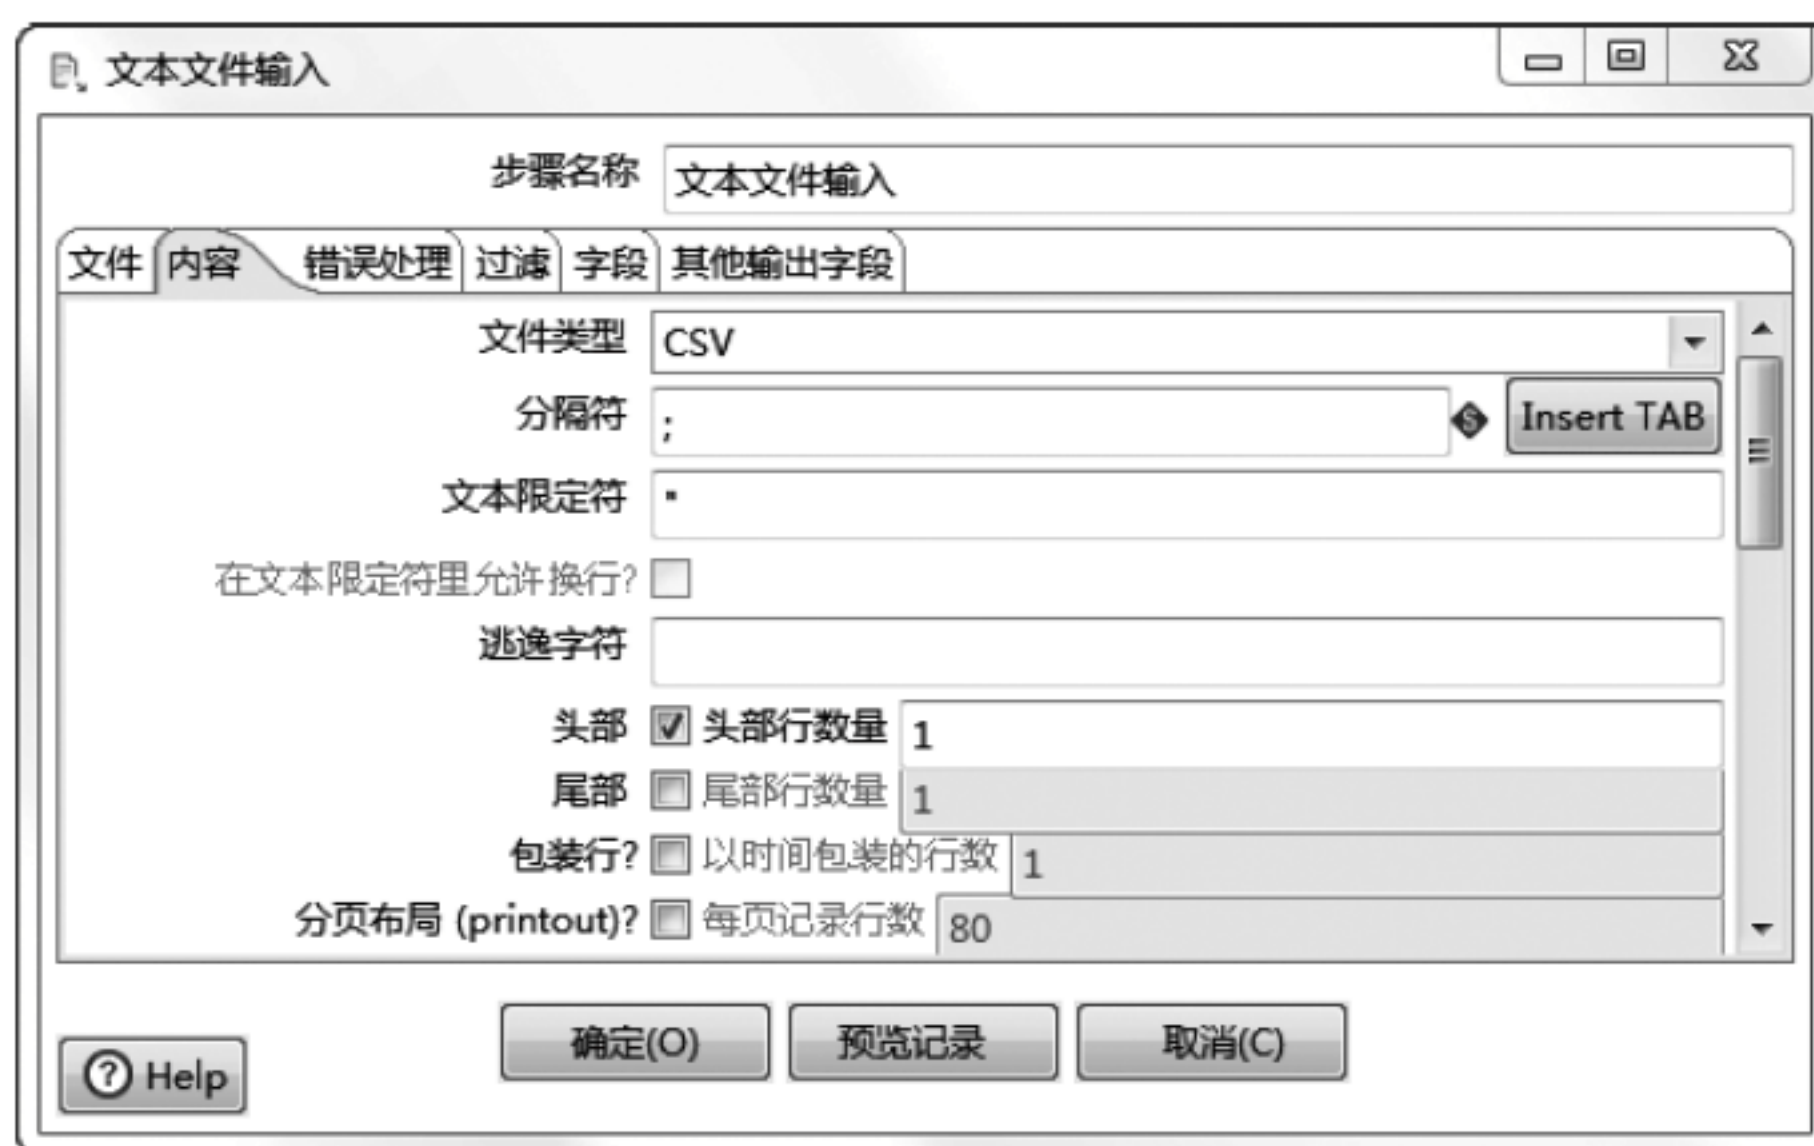 文本文件输入
步骤名称 文本文件输入
文件 内容 错误处理 过滤 字段 其他输出字段
文件类型 CSV
分隔符 ; S Insert TAB
文本限定符 "
在文本限定符里允许换行?
逃逸字符
头部 头部行数量 1
尾部 尾部行数量 1
包装行? 以时间包装的行数 1
分页布局 (printout)? 每页记录行数 80
确定(O) 预览记录 取消(C)
? Help